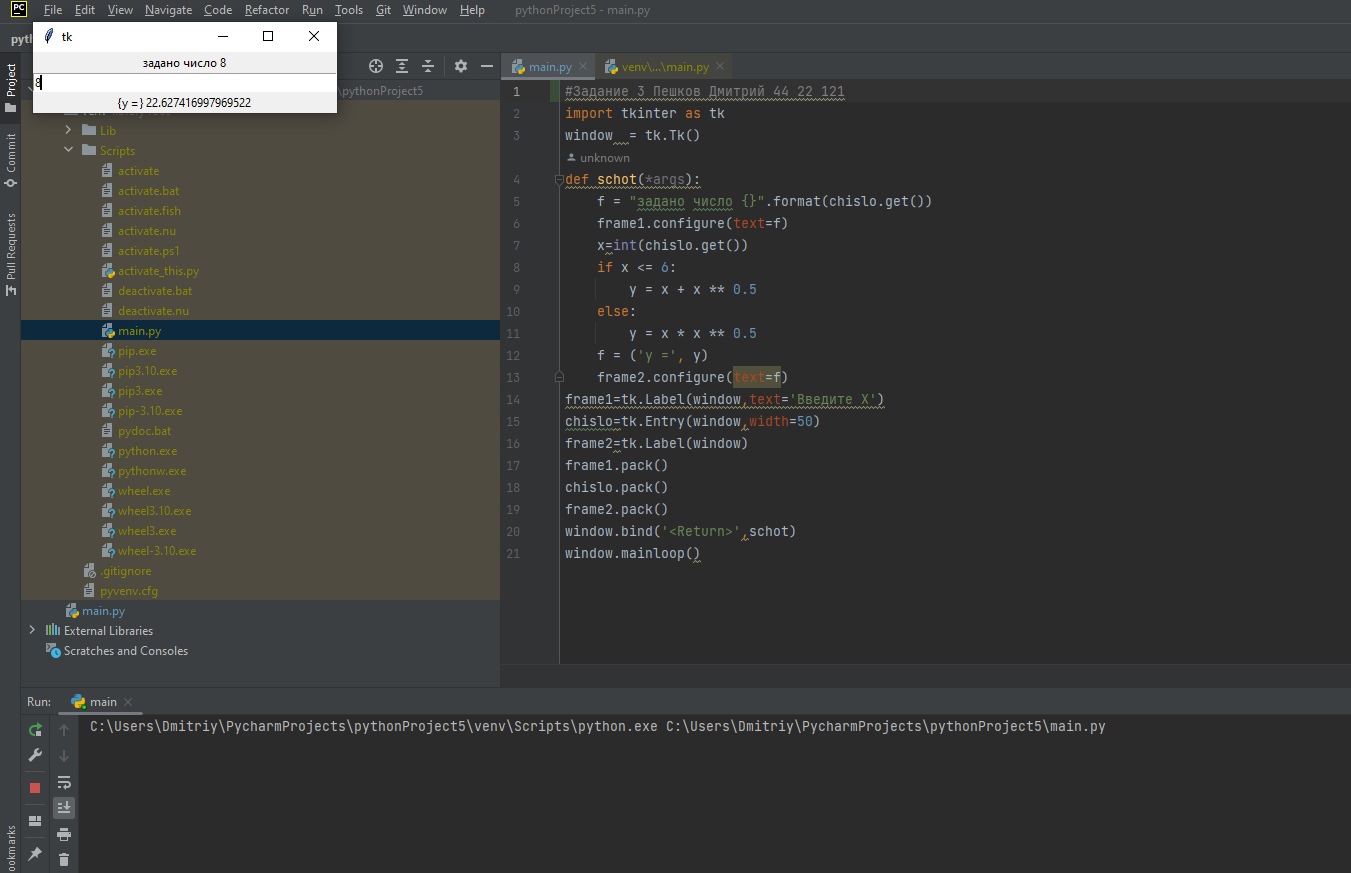 PC File Edit View Navigate Code Refactor Run Tools Git Window Help pythonProject5 - main.py
tk
задано число 8
8
{y =} 22.627416997969522
\pythonProject5
Project
Commit
Pull Requests
ookmarks
Lib
Scripts
activate
activate.bat
activate.fish
activate.nu
activate.ps1
activate_this.py
deactivate.bat
deactivate.nu
main.py
pip.exe
pip3.10.exe
pip3.exe
pip-3.10.exe
pydoc.bat
python.exe
pythonw.exe
wheel.exe
wheel3.10.exe
wheel3.exe
wheel-3.10.exe
.gitignore
pyvenv.cfg
main.py
External Libraries
Scratches and Consoles
main.py venv\...\main.py
1 #Задание 3 Пешков Дмитрий 44 22 121
2 import tkinter as tk
3 window = tk.Tk()
unknown
4 def schot(*args):
5 f = "задано число {}".format(chislo.get())
6 frame1.configure(text=f)
7 x=int(chislo.get())
8 if x <= 6:
9 y = x + x ** 0.5
10 else:
11 y = x * x ** 0.5
12 f = ('y =', y)
13 frame2.configure(text=f)
14 frame1=tk.Label(window,text='Введите X')
15 chislo=tk.Entry(window,width=50)
16 frame2=tk.Label(window)
17 frame1.pack()
18 chislo.pack()
19 frame2.pack()
20 window.bind('<Return>',schot)
21 window.mainloop()
Run: main
C:\Users\Dmitriy\PycharmProjects\pythonProject5\venv\Scripts\python.exe C:\Users\Dmitriy\PycharmProjects\pythonProject5\main.py